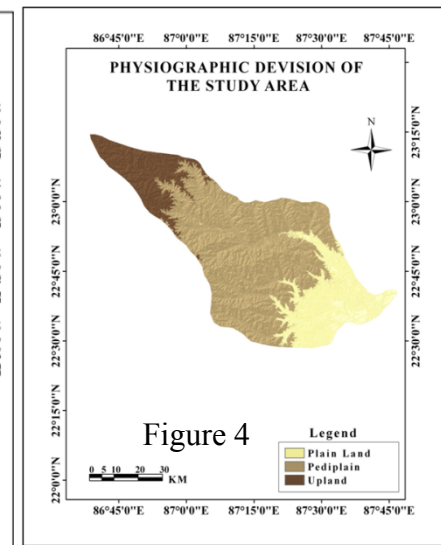 86°45'0"E 87°0'0"E 87°15'0"E 87°30'0"E 87°45'0"E
PHYSIOGRAPHIC DEVISION OF
THE STUDY AREA
N
23°15'0"N
23°0'0"N
23°0'0"N
22°45'0"N
22°45'0"N
22°30'0"N
22°30'0"N
22°15'0"N
22°15'0"N
22°0'0"N
22°0'0"N
Figure 4
Legend
Plain Land
Pediplain
Upland
0 5 10 20 30
KM
86°45'0"E 87°0'0"E 87°15'0"E 87°30'0"E 87°45'0"E